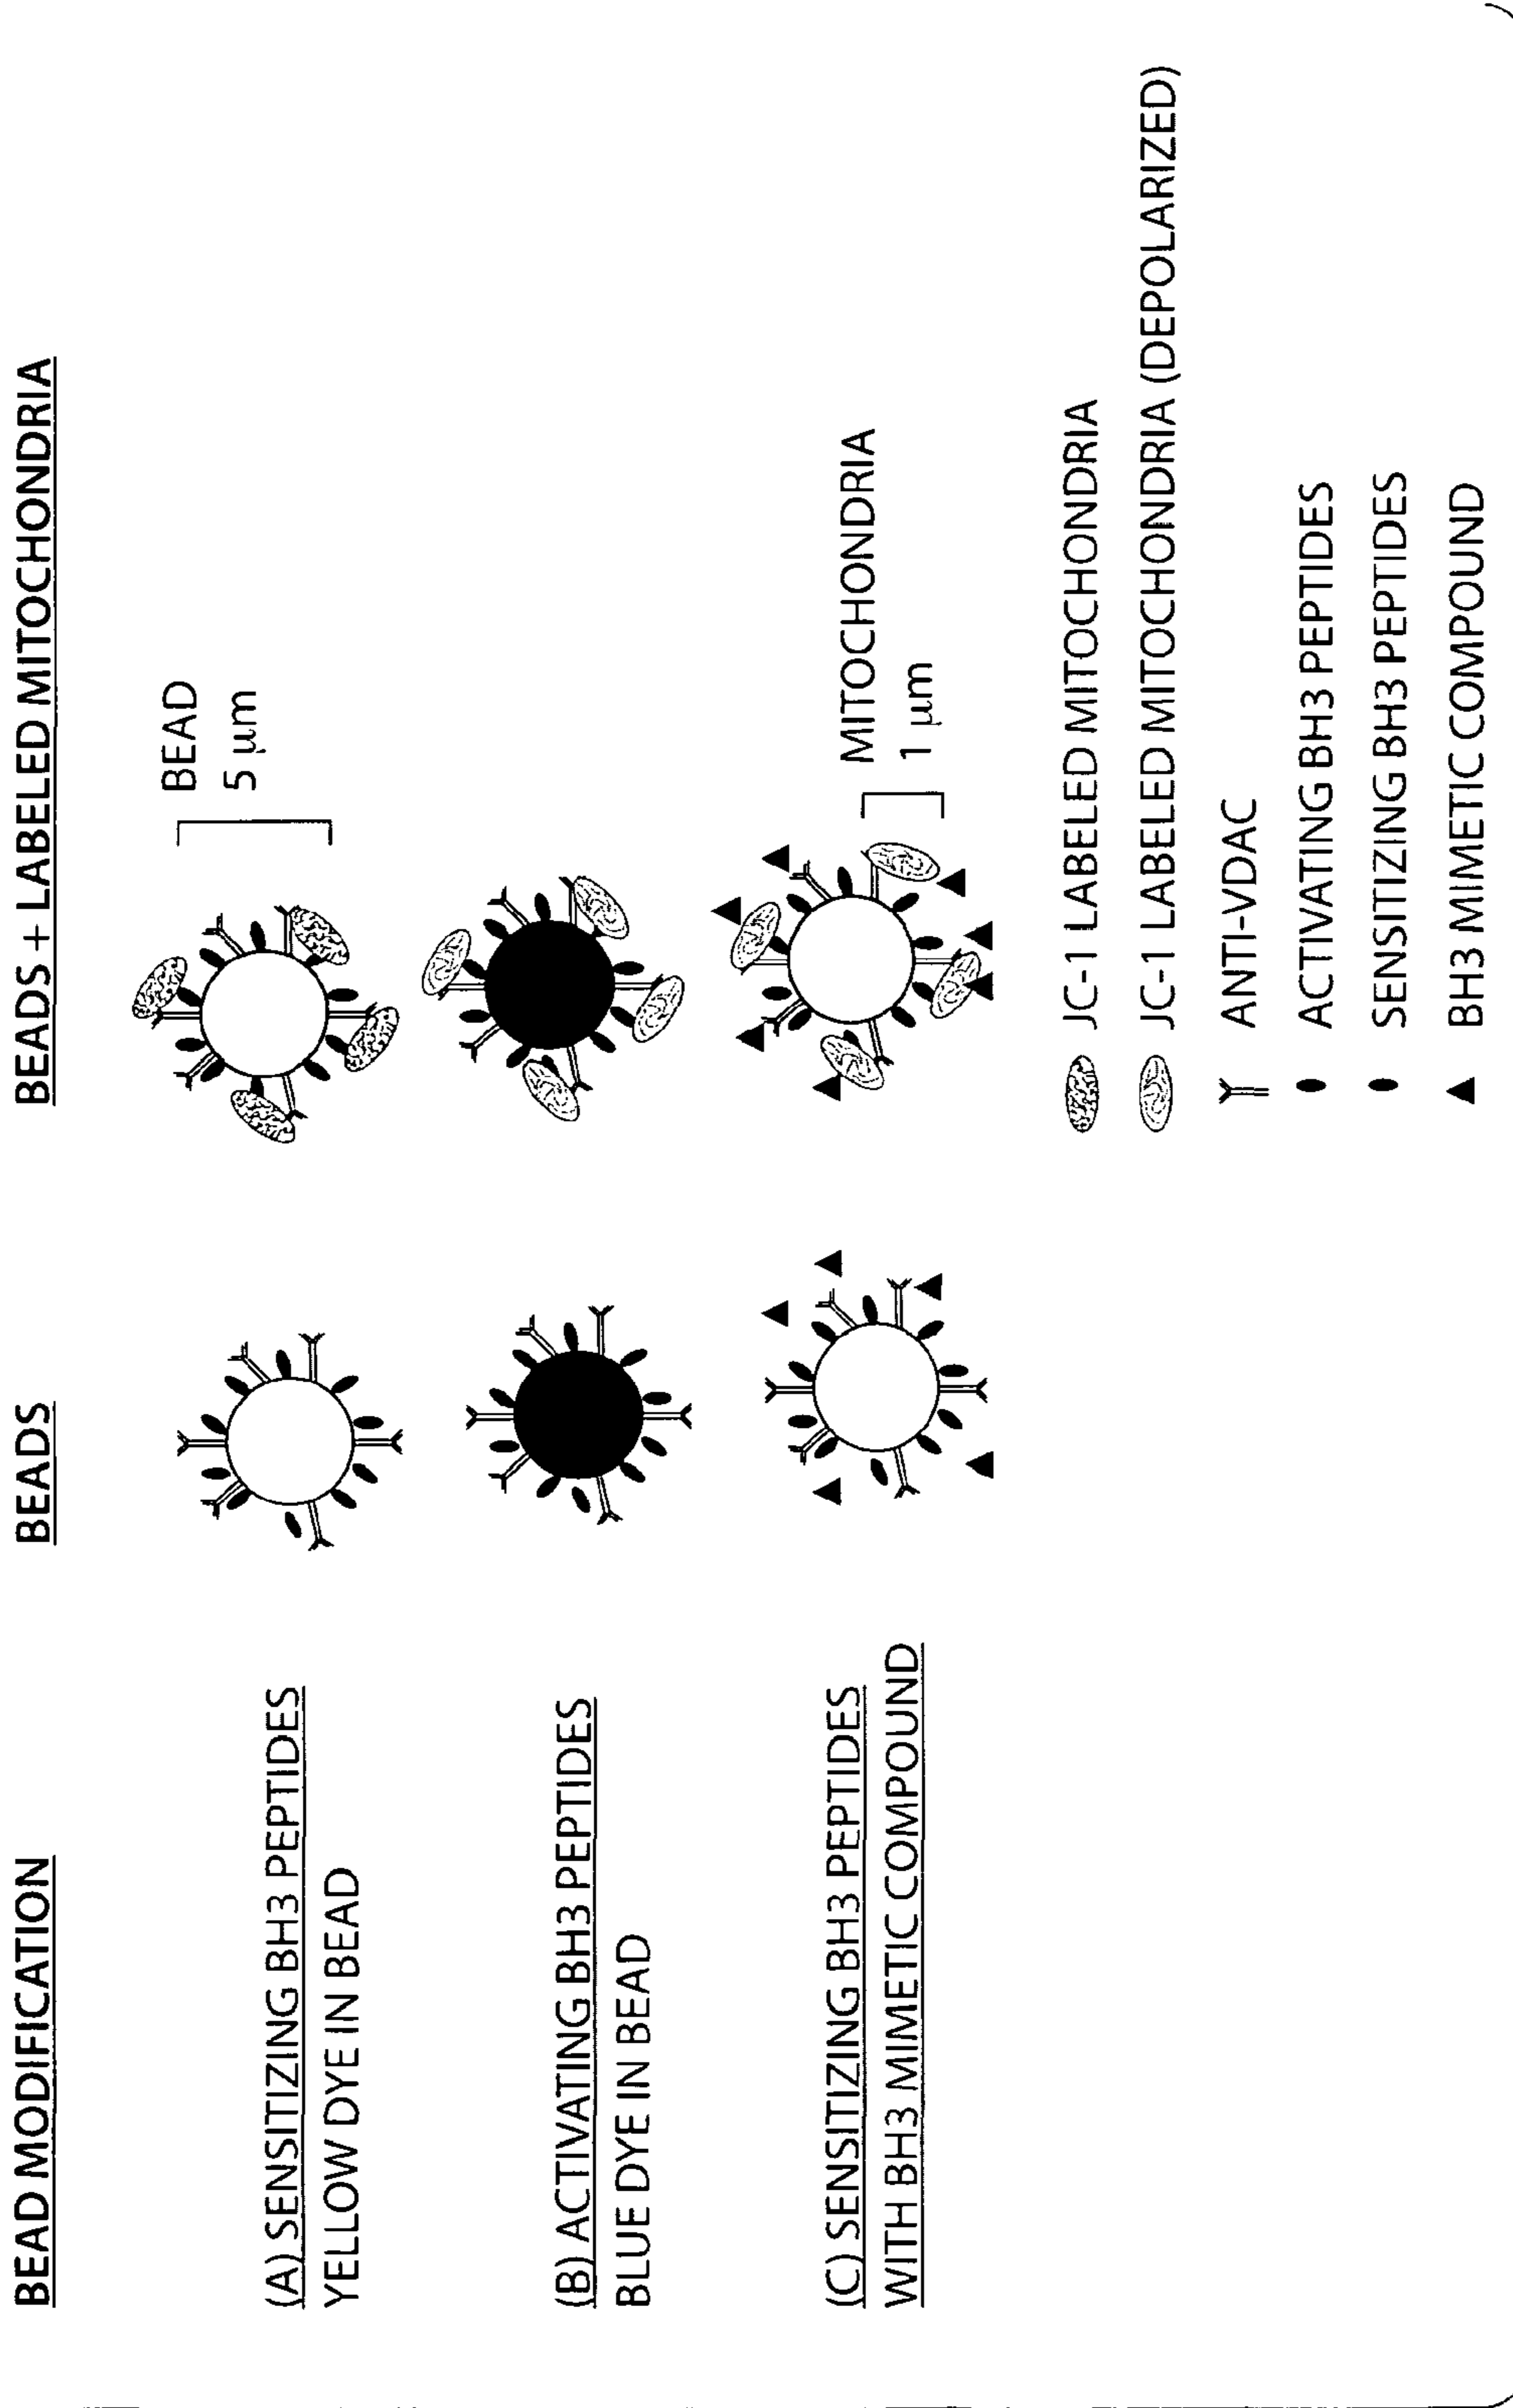 BEAD MODIFICATION
BEADS
BEADS + LABELED MITOCHONDRIA
(A) SENSITIZING BH3 PEPTIDES
YELLOW DYE IN BEAD
BEAD
5 µm
(B) ACTIVATING BH3 PEPTIDES
BLUE DYE IN BEAD
(C) SENSITIZING BH3 PEPTIDES
WITH BH3 MIMETIC COMPOUND
MITOCHONDRIA
1 µm
JC-1 LABELED MITOCHONDRIA
JC-1 LABELED MITOCHONDRIA (DEPOLARIZED)
ANTI-VDAC
ACTIVATING BH3 PEPTIDES
SENSITIZING BH3 PEPTIDES
BH3 MIMETIC COMPOUND